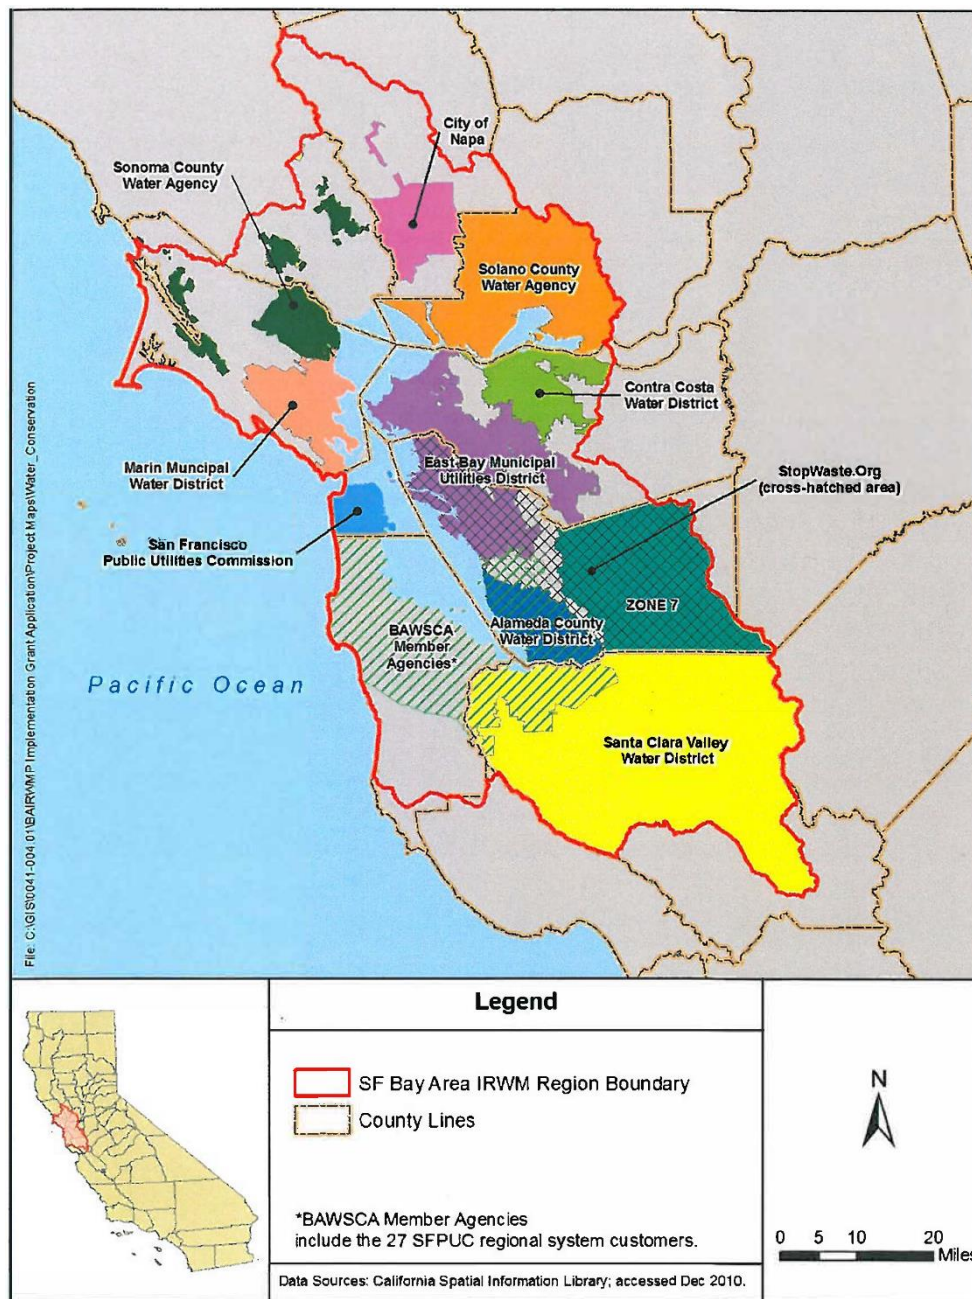 City of
Napa
Sonoma County
Water Agency
Solano County
Water Agency
Contra Costa
Water District
Marin Muncipal
Water District
East Bay Municipal
Utilities District
StopWaste.Org
(cross-hatched area)
San Francisco
Public Utilities Commission
ZONE 7
Alameda County
Water District
BAWSCA
Member
Agencies*
Pacific Ocean
Santa Clara Valley
Water District
File: C:\GIS\0041-004.01\BAIRWMP Implementation Grant Application\Project Maps\Water_Conservation
Legend
SF Bay Area IRWM Region Boundary
County Lines
*BAWSCA Member Agencies
include the 27 SFPUC regional system customers.
Data Sources: California Spatial Information Library; accessed Dec 2010.
N
0 5 10 20
Miles